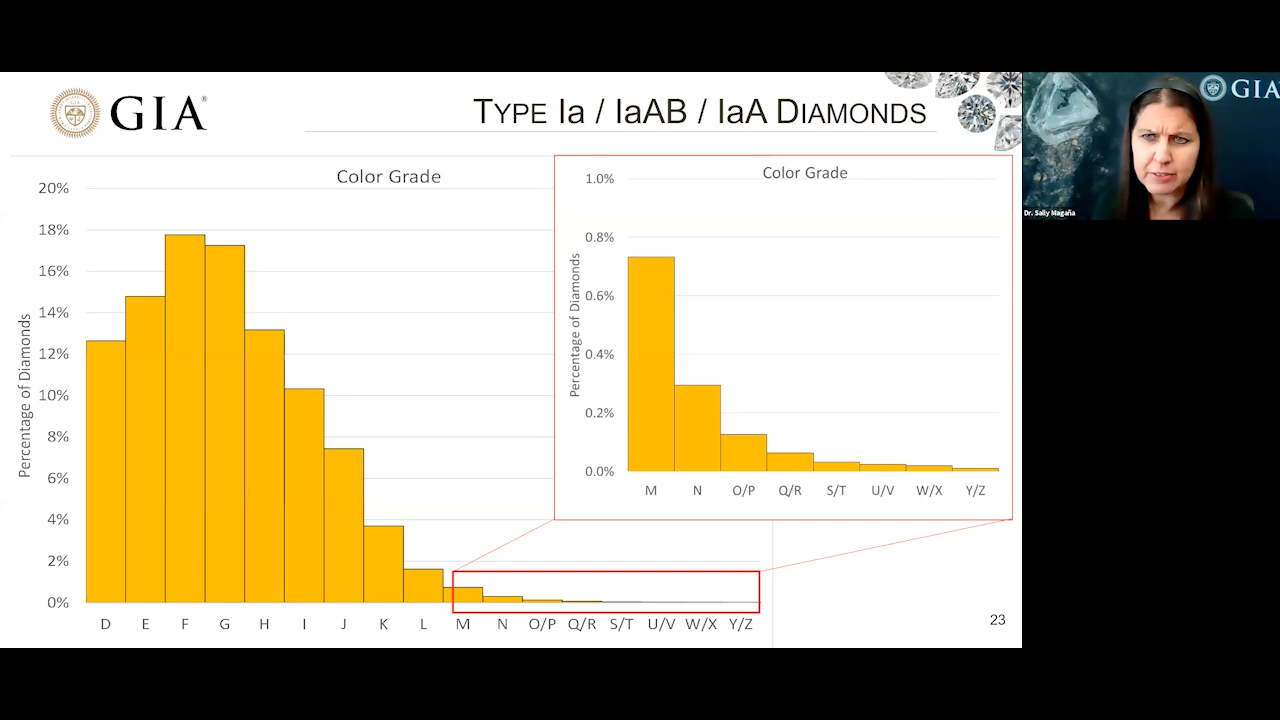 GIA®
TYPE Ia / IaAB / IaA DIAMONDS
Color Grade
Percentage of Diamonds
20%
18%
16%
14%
12%
10%
8%
6%
4%
2%
0%
D E F G H I J K L M N O/P Q/R S/T U/V W/X Y/Z
Color Grade
Percentage of Diamonds
1.0%
0.8%
0.6%
0.4%
0.2%
0.0%
M N O/P Q/R S/T U/V W/X Y/Z
23
GIA
Dr. Sally Magaña